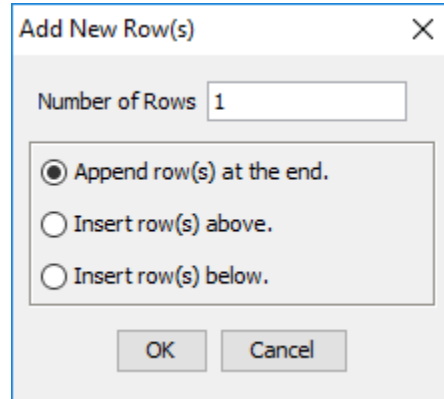 Add New Row(s)
Number of Rows 1
Append row(s) at the end.
Insert row(s) above.
Insert row(s) below.
OK Cancel